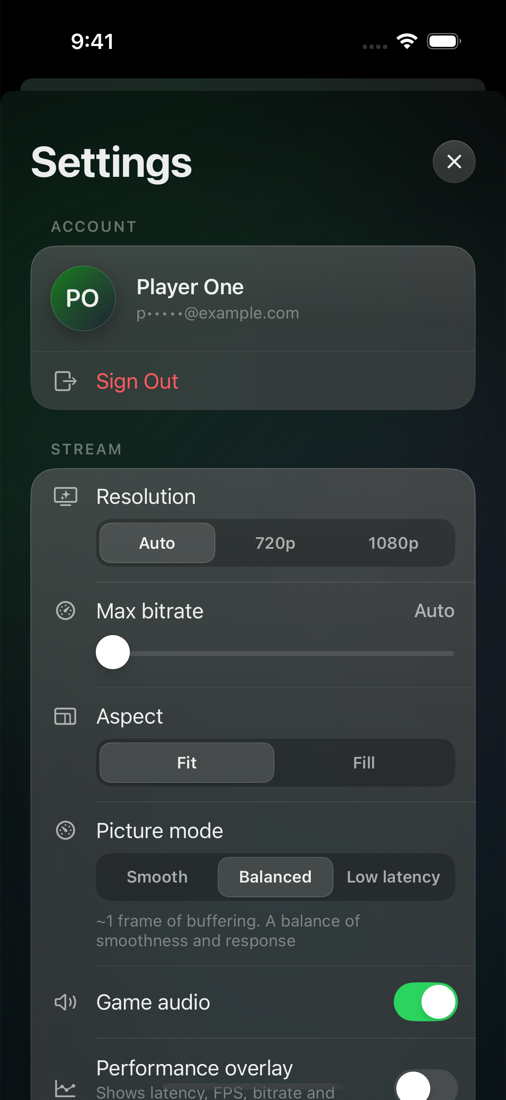 9:41
Settings
ACCOUNT
PO
Player One
p•••••@example.com
Sign Out
STREAM
Resolution
Auto
720p
1080p
Max bitrate
Auto
Aspect
Fit
Fill
Picture mode
Smooth
Balanced
Low latency
~1 frame of buffering. A balance of
smoothness and response
Game audio
Performance overlay
Shows latency, FPS, bitrate and